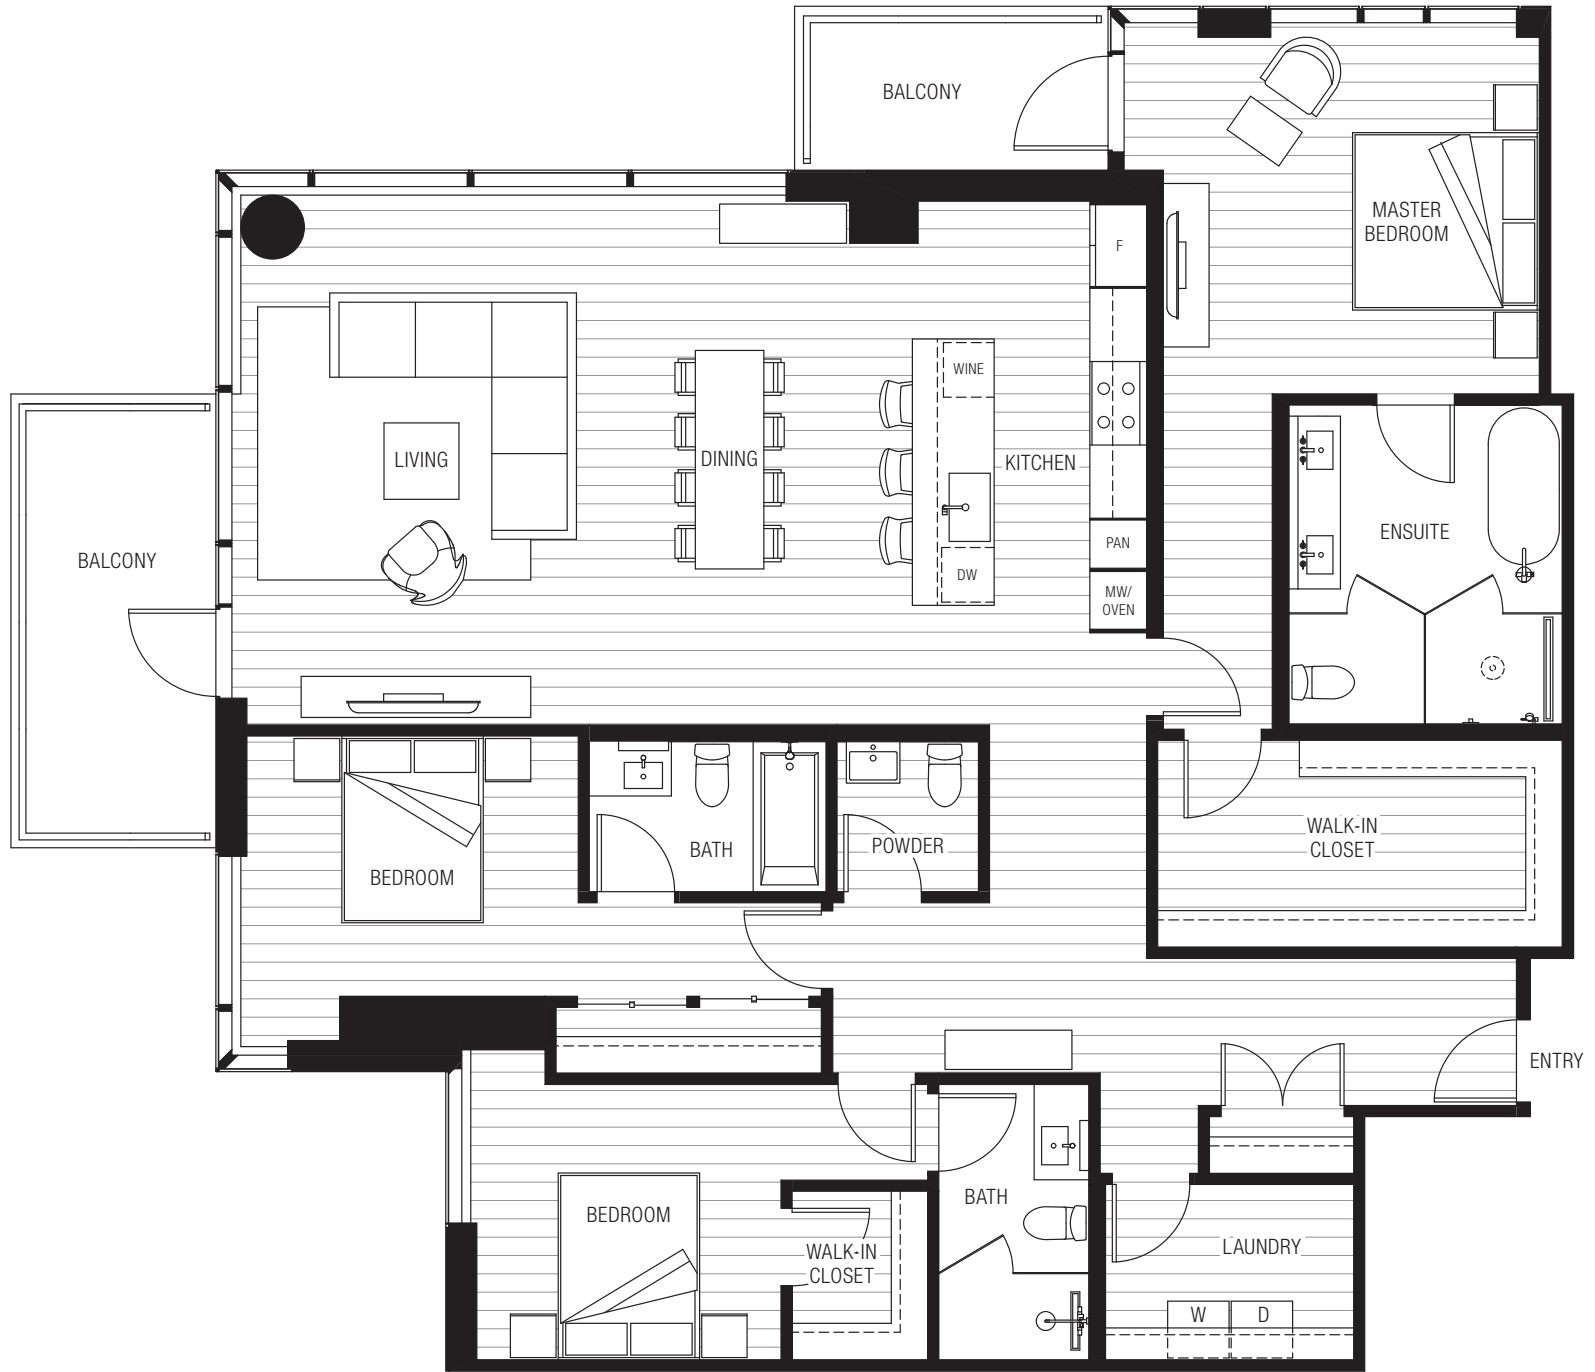 BALCONY
MASTER
BEDROOM
F
WINE
LIVING
DINING
KITCHEN
BALCONY
ENSUITE
PAN
DW
MW/
OVEN
BEDROOM
BATH
POWDER
WALK-IN
CLOSET
ENTRY
BEDROOM
BATH
WALK-IN
CLOSET
LAUNDRY
W
D